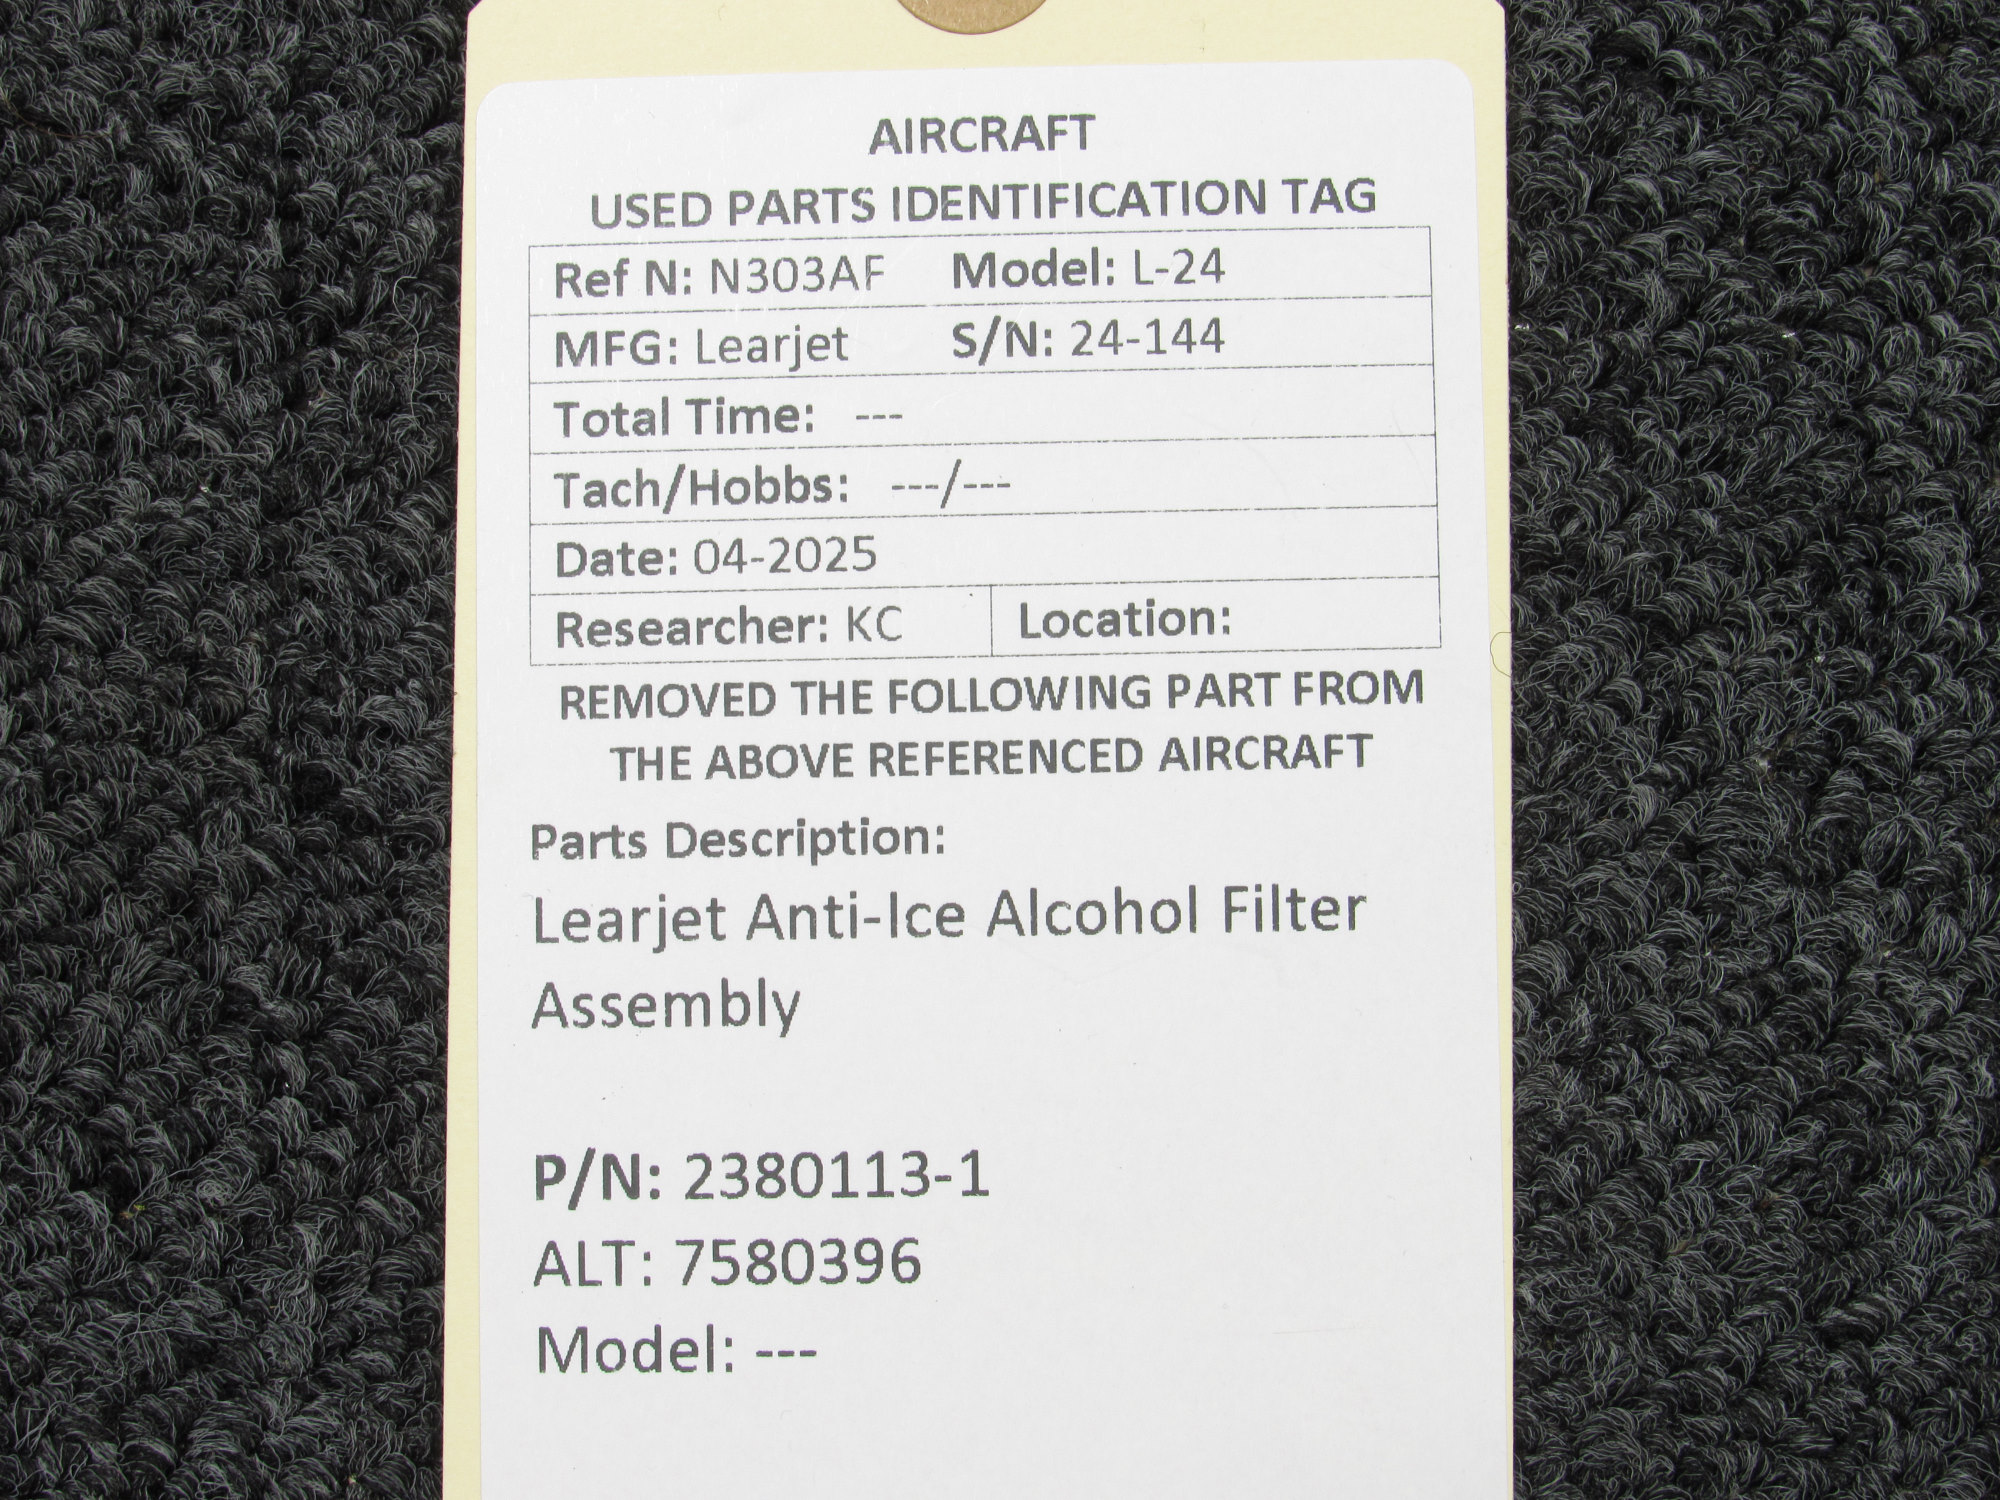 AIRCRAFT
USED PARTS IDENTIFICATION TAG
Ref N: N303AF Model: L-24
MFG: Learjet S/N: 24-144
Total Time: ---
Tach/Hobbs: ---/---
Date: 04-2025
Researcher: KC Location:
REMOVED THE FOLLOWING PART FROM
THE ABOVE REFERENCED AIRCRAFT
Parts Description:
Learjet Anti-Ice Alcohol Filter
Assembly
P/N: 2380113-1
ALT: 7580396
Model: ---